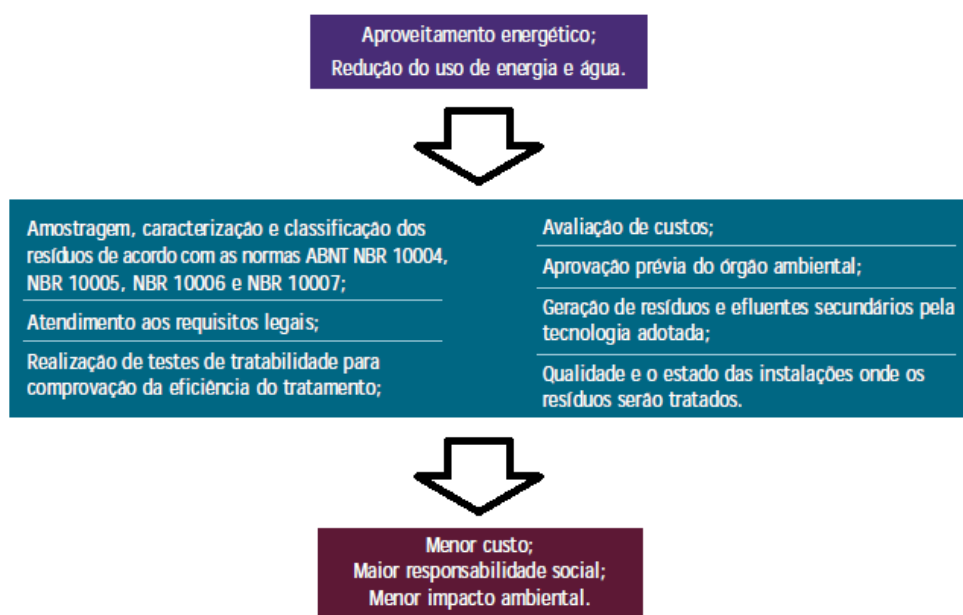 Aproveitamento energético;
Redução do uso de energia e água.
Amostragem, caracterização e classificação dos
resíduos de acordo com as normas ABNT NBR 10004,
NBR 10005, NBR 10006 e NBR 10007;
Atendimento aos requisitos legais;
Realização de testes de tratabilidade para
comprovação da eficiência do tratamento;
Avaliação de custos;
Aprovação prévia do órgão ambiental;
Geração de resíduos e efluentes secundários pela
tecnologia adotada;
Qualidade e o estado das instalações onde os
resíduos serão tratados.
Menor custo;
Maior responsabilidade social;
Menor impacto ambiental.